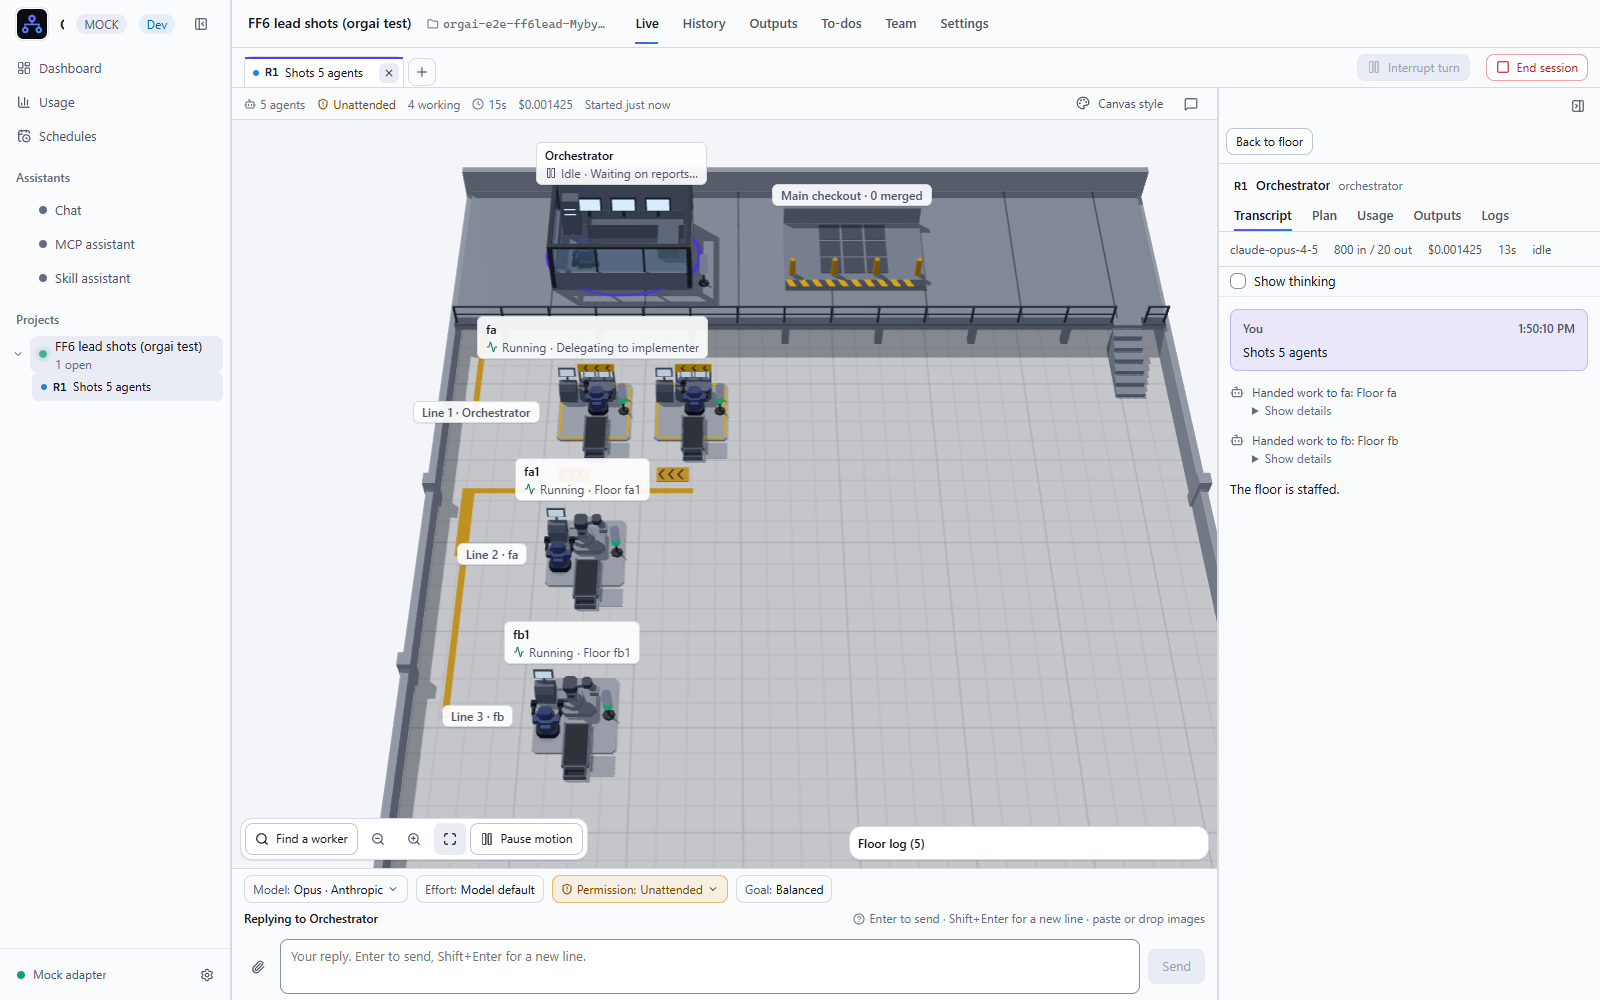 MOCK
Dev
Dashboard
Usage
Schedules
Assistants
Chat
MCP assistant
Skill assistant
Projects
FF6 lead shots (orgai test)
1 open
R1 Shots 5 agents
Mock adapter
FF6 lead shots (orgai test)
orgai-e2e-ff6lead-Myby…
Live
History
Outputs
To-dos
Team
Settings
R1 Shots 5 agents
Interrupt turn
End session
5 agents
Unattended
4 working
15s
$0.001425
Started just now
Canvas style
Orchestrator
Idle · Waiting on reports…
Main checkout · 0 merged
fa
Running · Delegating to implementer
Line 1 · Orchestrator
fa1
Running · Floor fa1
Line 2 · fa
fb1
Running · Floor fb1
Line 3 · fb
Find a worker
Pause motion
Floor log (5)
Model: Opus · Anthropic
Effort: Model default
Permission: Unattended
Goal: Balanced
Replying to Orchestrator
Enter to send · Shift+Enter for a new line · paste or drop images
Your reply. Enter to send, Shift+Enter for a new line.
Send
Back to floor
R1 Orchestrator orchestrator
Transcript
Plan
Usage
Outputs
Logs
claude-opus-4-5
800 in / 20 out
$0.001425
13s
idle
Show thinking
You
1:50:10 PM
Shots 5 agents
Handed work to fa: Floor fa
Show details
Handed work to fb: Floor fb
Show details
The floor is staffed.